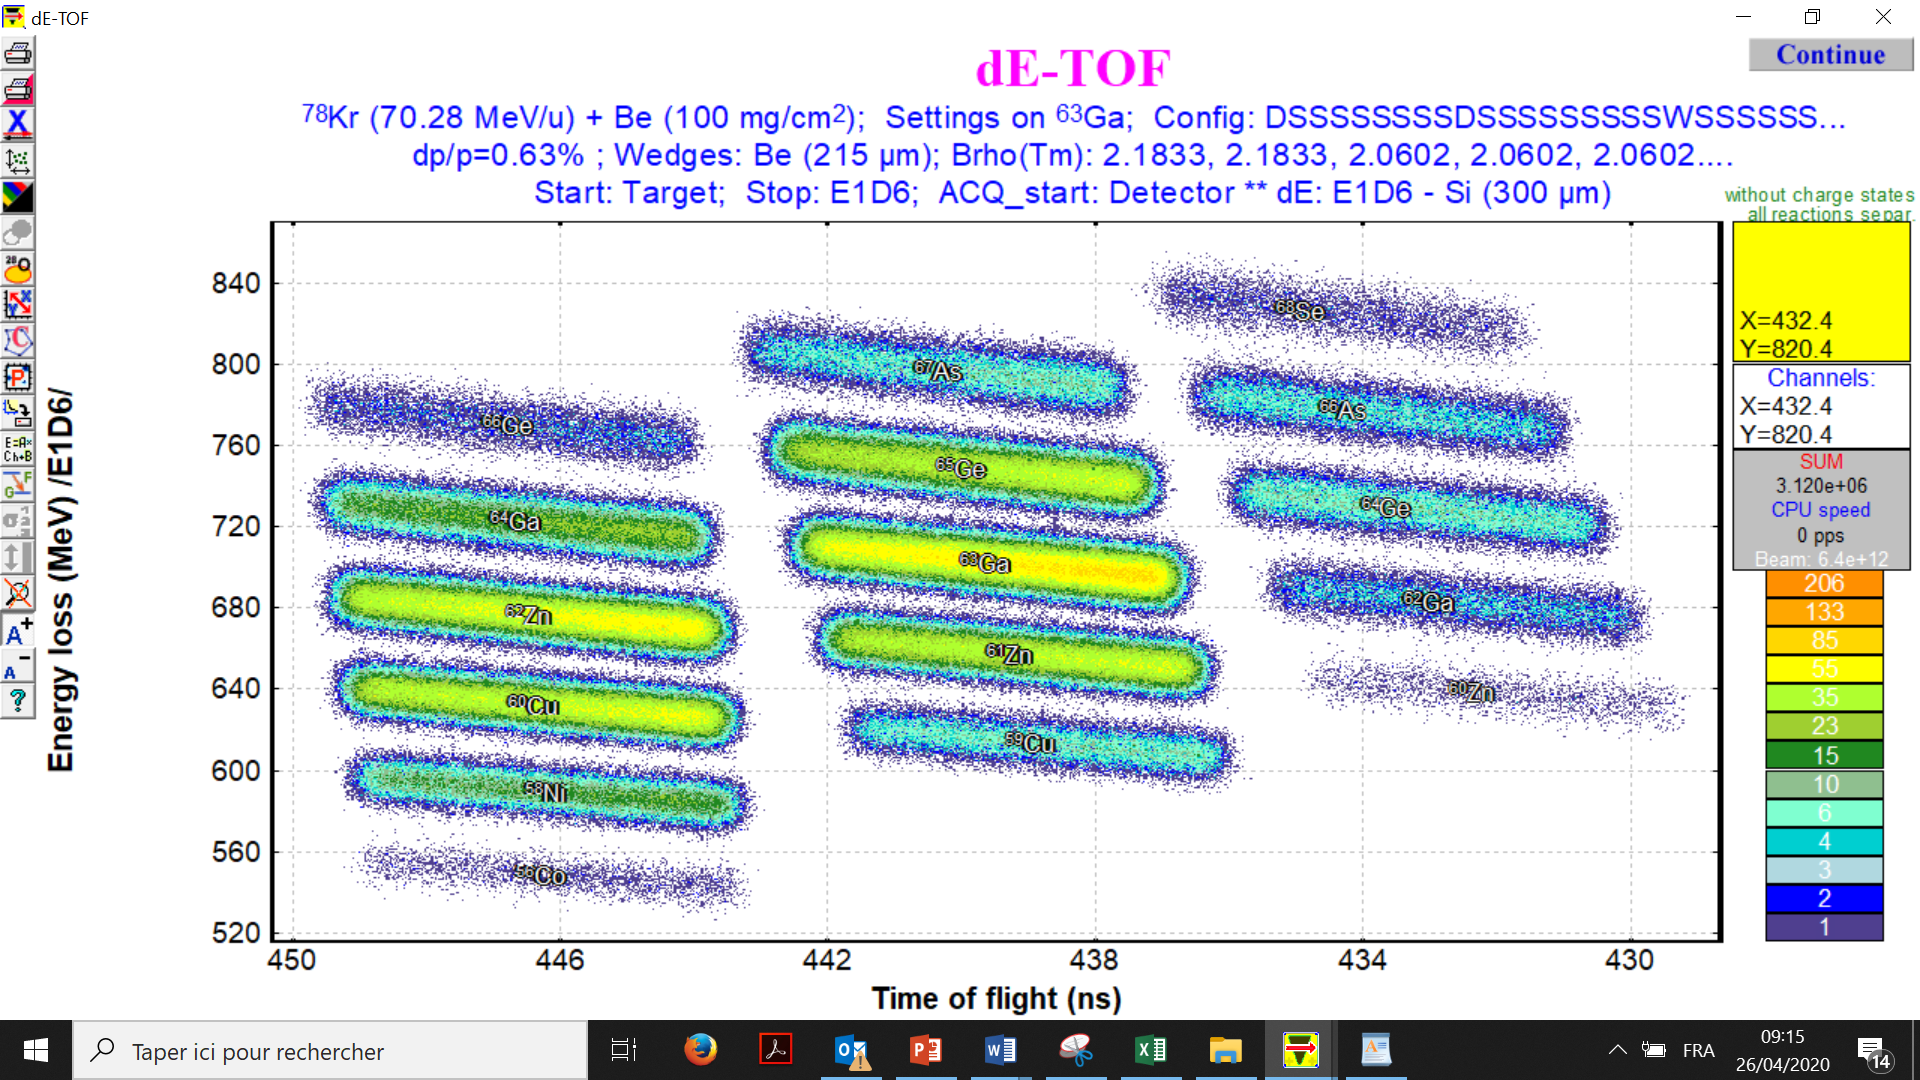 dE-TOF
Continue
dE-TOF
78Kr (70.28 MeV/u) + Be (100 mg/cm2); Settings on 63Ga; Config: DSSSSSSSSDSSSSSSSSSWSSSSSS...
dp/p=0.63% ; Wedges: Be (215 µm); Brho(Tm): 2.1833, 2.1833, 2.0602, 2.0602, 2.0602....
Start: Target; Stop: E1D6; ACQ_start: Detector ** dE: E1D6 - Si (300 µm)
without charge states
all reactions separ.
X=432.4
Y=820.4
Channels:
X=432.4
Y=820.4
SUM
3.120e+06
CPU speed
0 pps
Beam: 6.4e+12
206
133
85
55
35
23
15
10
6
4
3
2
1
Energy loss (MeV) /E1D6/
840
800
760
720
680
640
600
560
520
68Se
67As
66As
66Ge
65Ge
64Ge
64Ga
63Ga
62Ga
62Zn
61Zn
60Zn
60Cu
59Cu
58Ni
56Co
450
446
442
438
434
430
Time of flight (ns)
X
28O
C
P
E=A×
Ch+B
G F
A+
A-
?
Taper ici pour rechercher
FRA
09:15
26/04/2020
14